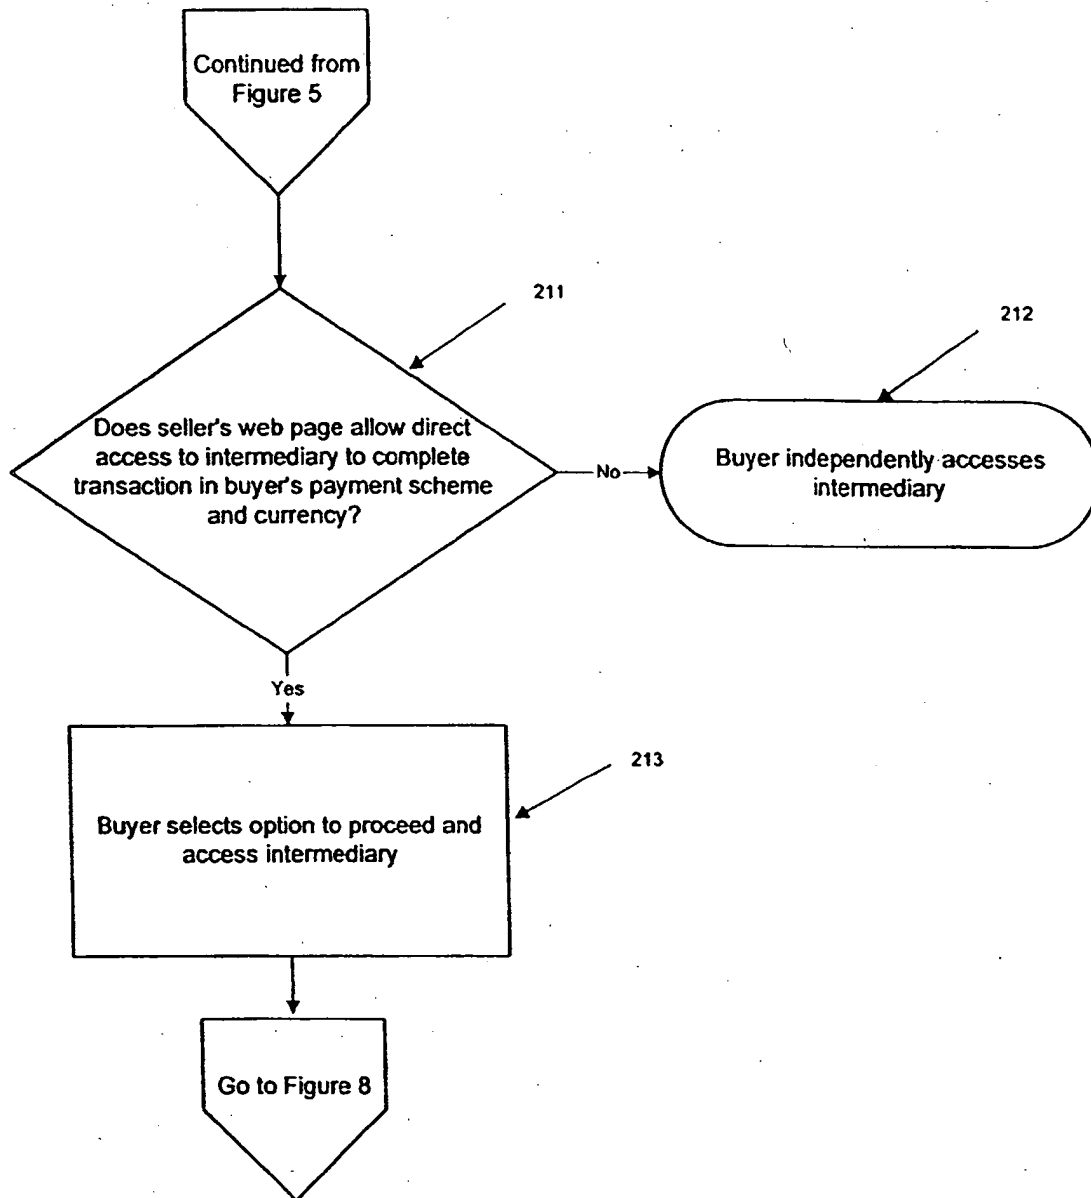 Continued from
Figure 5
211
212
Does seller's web page allow direct
access to intermediary to complete
transaction in buyer's payment scheme
and currency?
No
Buyer independently accesses
intermediary
Yes
213
Buyer selects option to proceed and
access intermediary
Go to Figure 8